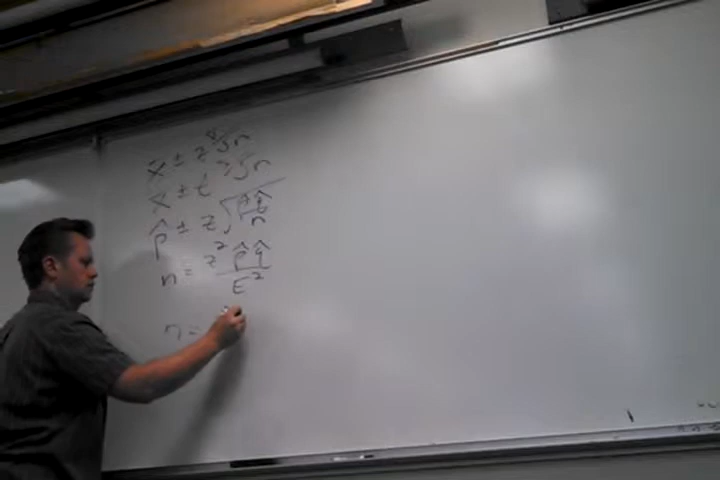 x̄ ± z σ/√n
x̄ ± t s/√n
p̂ ± z √(p̂q̂/n)
n = z² p̂q̂/E²
n =